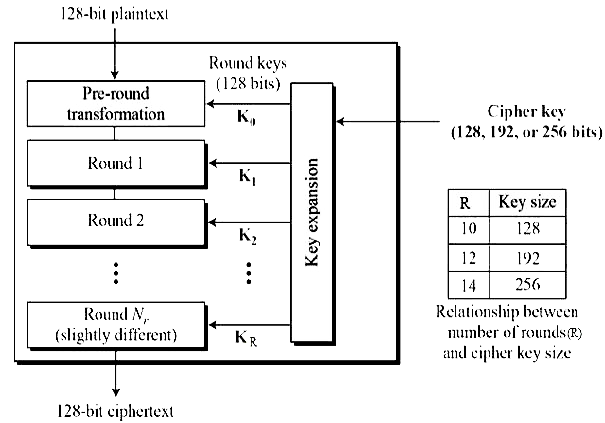 128-bit plaintext
Round keys
(128 bits)
Pre-round
transformation
K0
Cipher key
(128, 192, or 256 bits)
Round 1
K1
Round 2
K2
Key expansion
Round Nr
(slightly different)
KR
128-bit ciphertext
R Key size
10 128
12 192
14 256
Relationship between
number of rounds(R)
and cipher key size